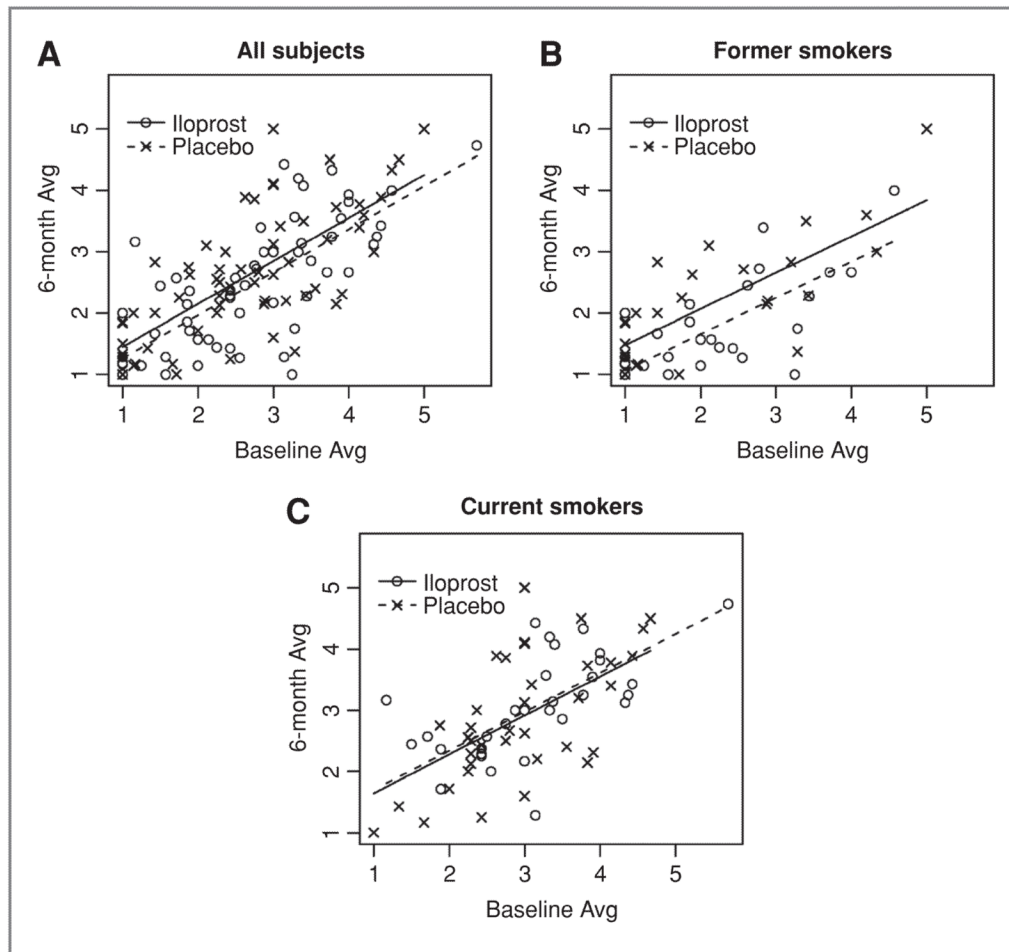 A
All subjects
Iloprost
Placebo
5
4
3
2
1
6-month Avg
1 2 3 4 5
Baseline Avg
B
Former smokers
Iloprost
Placebo
5
4
3
2
1
6-month Avg
1 2 3 4 5
Baseline Avg
C
Current smokers
Iloprost
Placebo
5
4
3
2
1
6-month Avg
1 2 3 4 5
Baseline Avg